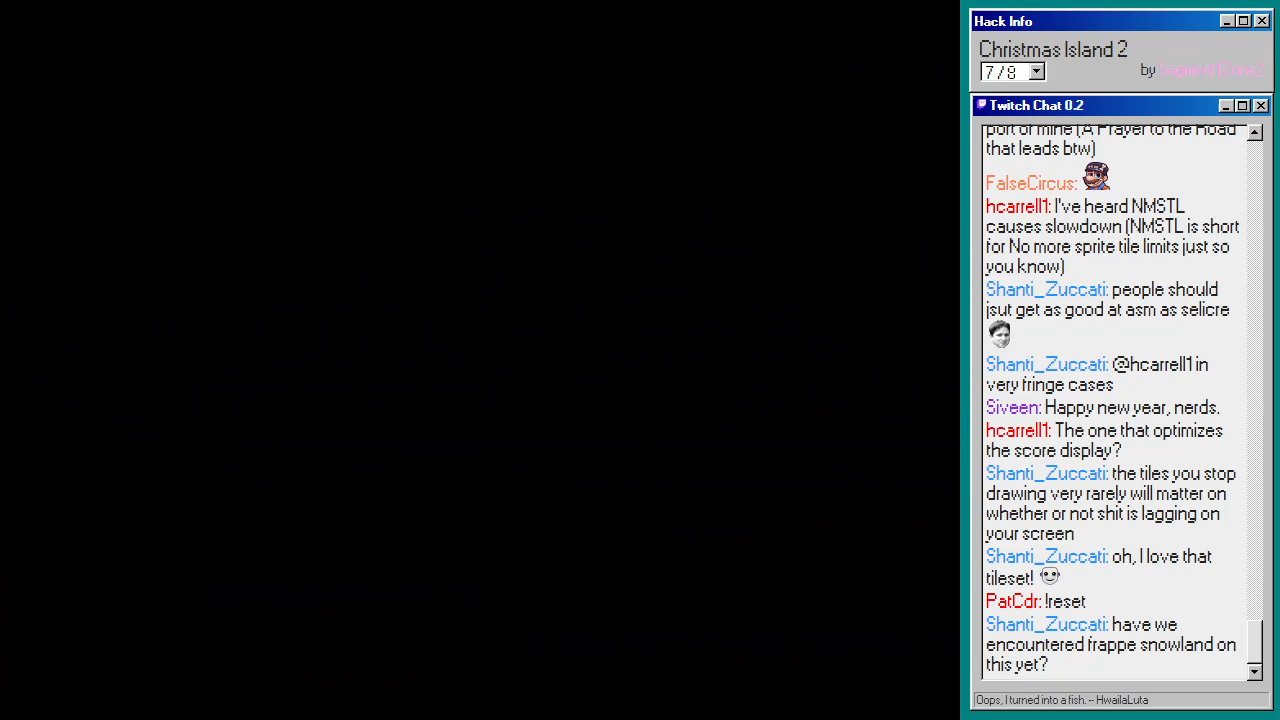 Hack Info
Christmas Island 2
7/8
by
Twitch Chat 0.2
port of mine (A Prayer to the Road
that leads btw)
FalseCircus:
hcarrell1: I've heard NMSTL
causes slowdown (NMSTL is short
for No more sprite tile limits just so
you know)
Shanti_Zuccati: people should
jsut get as good at asm as selicre
Shanti_Zuccati: @hcarrell1 in
very fringe cases
Siveen: Happy new year, nerds.
hcarrell1: The one that optimizes
the score display?
Shanti_Zuccati: the tiles you stop
drawing very rarely will matter on
whether or not shit is lagging on
your screen
Shanti_Zuccati: oh, I love that
tileset!
PatCdr: !reset
Shanti_Zuccati: have we
encountered frappe snowland on
this yet?
Oops, I turned into a fish. -- HwailaLuta